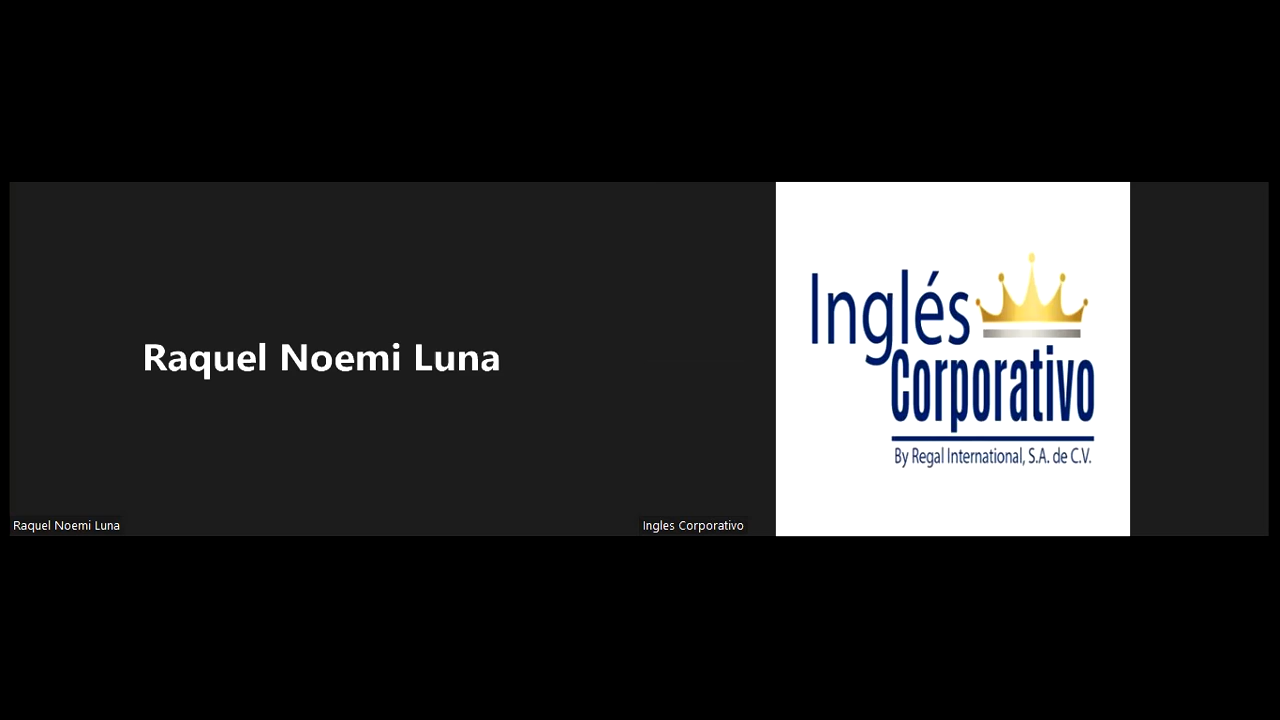 Raquel Noemi Luna
Raquel Noemi Luna
Ingles Corporativo
Inglés
Corporativo
By Regal International, S.A. de C.V.